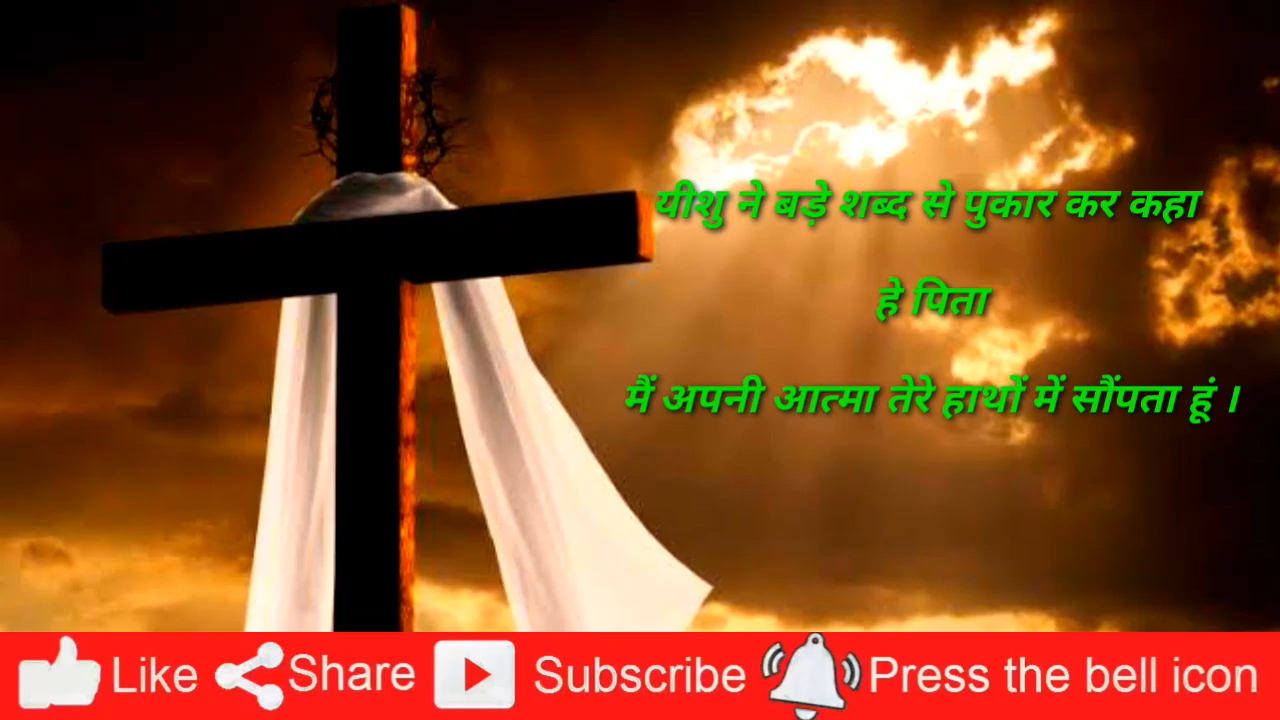 यीशु ने बड़े शब्द से पुकार कर कहा
हे पिता
मैं अपनी आत्मा तेरे हाथों में सौंपता हूं ।
Like Share Subscribe Press the bell icon